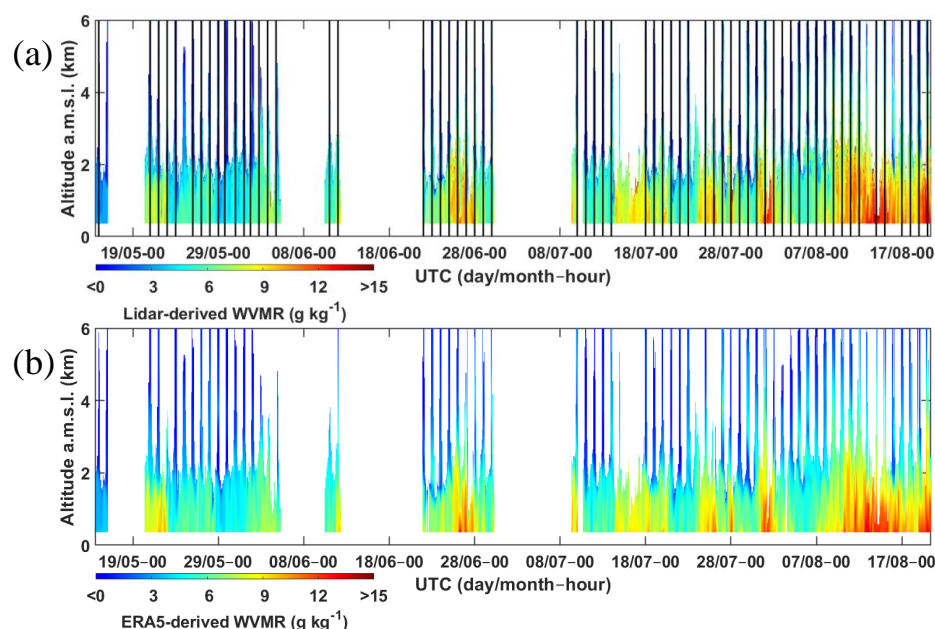 (a)
Altitude a.m.s.l. (km)
6
4
2
0
19/05-00 29/05-00 08/06-00 18/06-00 28/06-00 08/07-00 18/07-00 28/07-00 07/08-00 17/08-00
UTC (day/month−hour)
<0 3 6 9 12 >15
Lidar-derived WVMR (g kg⁻¹)
(b)
Altitude a.m.s.l. (km)
6
4
2
0
19/05-00 29/05-00 08/06-00 18/06-00 28/06-00 08/07-00 18/07-00 28/07-00 07/08-00 17/08-00
UTC (day/month−hour)
<0 3 6 9 12 >15
ERA5-derived WVMR (g kg⁻¹)